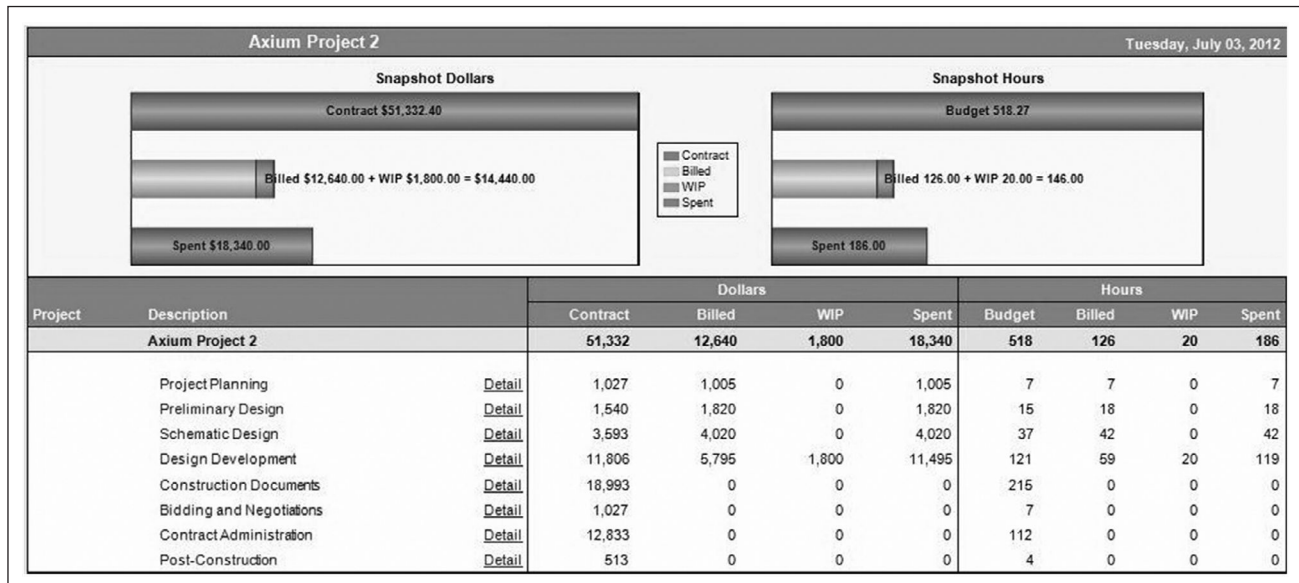 Axium Project 2 Tuesday, July 03, 2012
Snapshot Dollars Snapshot Hours
Contract $51,332.40 Budget 518.27
Contract
Billed
WIP
Spent
Billed $12,640.00 + WIP $1,800.00 = $14,440.00 Billed 126.00 + WIP 20.00 = 146.00
Spent $18,340.00 Spent 186.00
Dollars Hours
Project Description Contract Billed WIP Spent Budget Billed WIP Spent
Axium Project 2 51,332 12,640 1,800 18,340 518 126 20 186
Project Planning Detail 1,027 1,005 0 1,005 7 7 0 7
Preliminary Design Detail 1,540 1,820 0 1,820 15 18 0 18
Schematic Design Detail 3,593 4,020 0 4,020 37 42 0 42
Design Development Detail 11,806 5,795 1,800 11,495 121 59 20 119
Construction Documents Detail 18,993 0 0 0 215 0 0 0
Bidding and Negotiations Detail 1,027 0 0 0 7 0 0 0
Contract Administration Detail 12,833 0 0 0 112 0 0 0
Post-Construction Detail 513 0 0 0 4 0 0 0